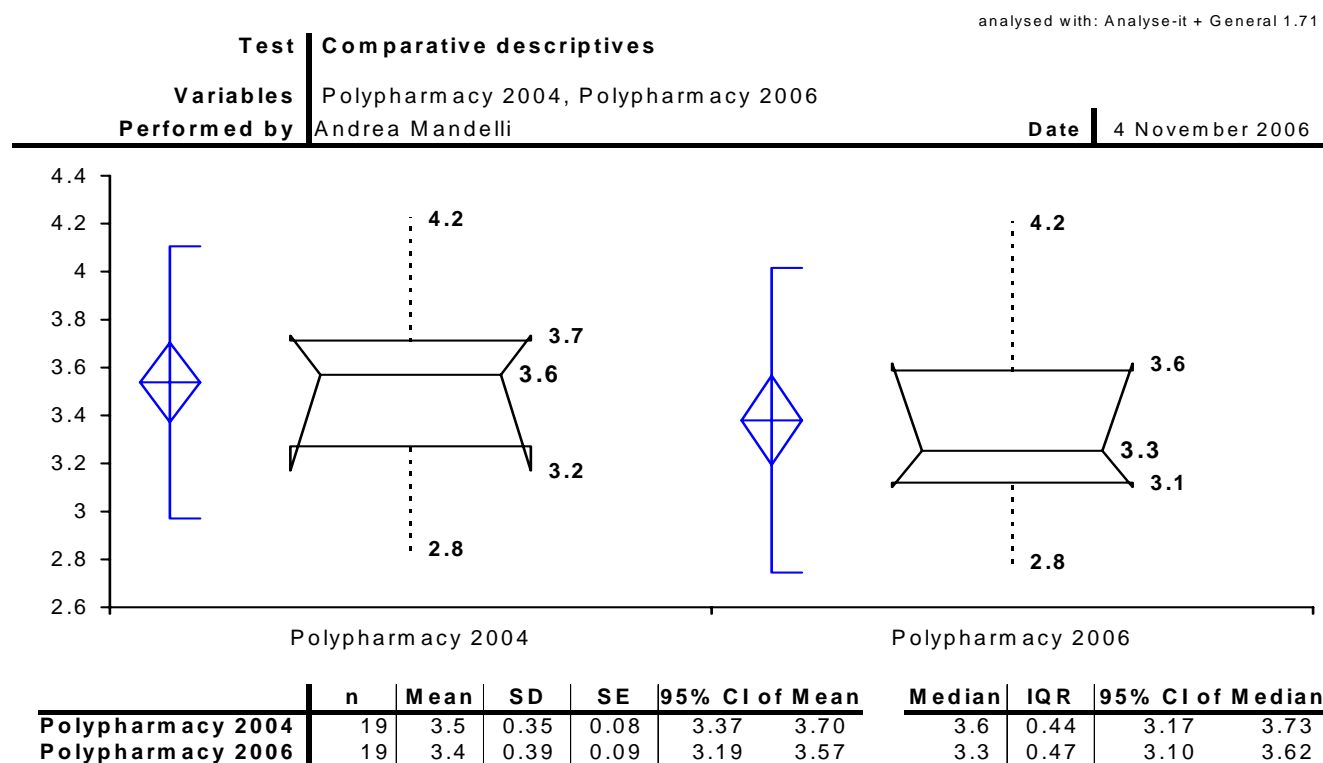 analysed with: Analyse-it + General 1.71
Test Comparative descriptives
Variables Polypharmacy 2004, Polypharmacy 2006
Performed by Andrea Mandelli Date 4 November 2006
4.4
4.2
4
3.8
3.6
3.4
3.2
3
2.8
2.6
4.2
3.7
3.6
3.2
2.8
4.2
3.6
3.3
3.1
2.8
Polypharmacy 2004 Polypharmacy 2006
n Mean SD SE 95% CI of Mean Median IQR 95% CI of Median
Polypharmacy 2004 19 3.5 0.35 0.08 3.37 3.70 3.6 0.44 3.17 3.73
Polypharmacy 2006 19 3.4 0.39 0.09 3.19 3.57 3.3 0.47 3.10 3.62